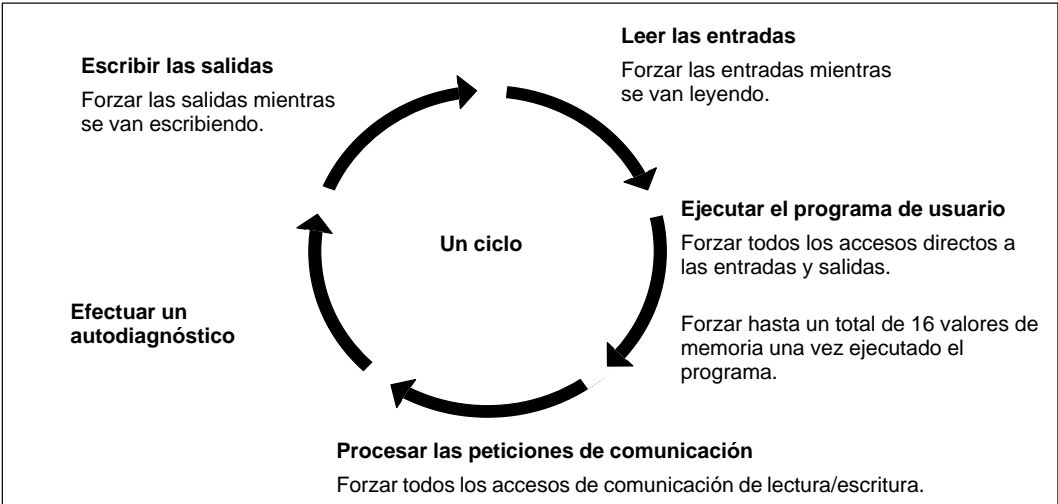 Leer las entradas
Forzar las entradas mientras
se van leyendo.
Ejecutar el programa de usuario
Forzar todos los accesos directos a
las entradas y salidas.
Forzar hasta un total de 16 valores de
memoria una vez ejecutado el
programa.
Procesar las peticiones de comunicación
Forzar todos los accesos de comunicación de lectura/escritura.
Efectuar un
autodiagnóstico
Escribir las salidas
Forzar las salidas mientras
se van escribiendo.
Un ciclo